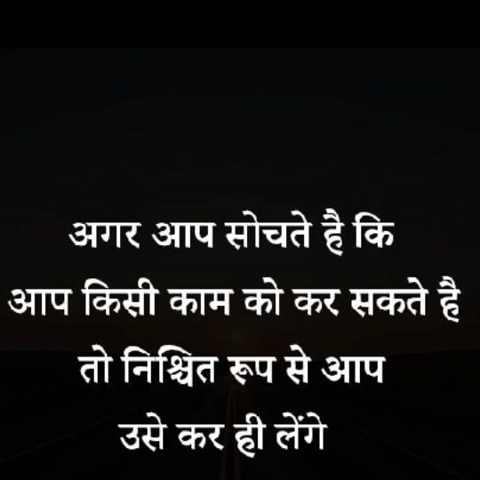 अगर आप सोचते है कि
आप किसी काम को कर सकते है
तो निश्चित रूप से आप
उसे कर ही लेंगे